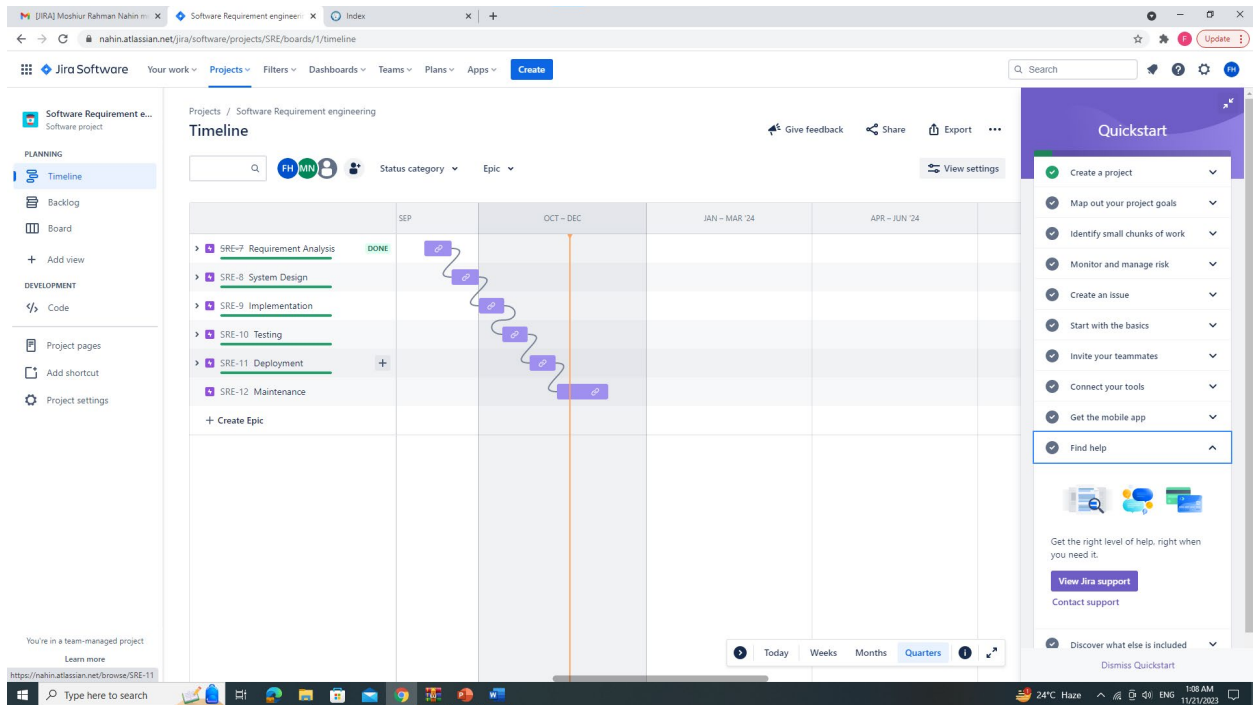 [JIRA] Moshiur Rahman Nahin m
Software Requirement engineeri
Index
nahin.atlassian.net/jira/software/projects/SRE/boards/1/timeline
Update
Jira Software
Your work
Projects
Filters
Dashboards
Teams
Plans
Apps
Create
Search
FH
Software Requirement e...
Software project
PLANNING
Timeline
Backlog
Board
+ Add view
DEVELOPMENT
Code
Project pages
Add shortcut
Project settings
You're in a team-managed project
Learn more
https://nahin.atlassian.net/browse/SRE-11
Projects / Software Requirement engineering
Timeline
Give feedback
Share
Export
FH
MN
Status category
Epic
View settings
SEP
OCT – DEC
JAN – MAR '24
APR – JUN '24
SRE-7 Requirement Analysis DONE
SRE-8 System Design
SRE-9 Implementation
SRE-10 Testing
SRE-11 Deployment
SRE-12 Maintenance
+ Create Epic
Today
Weeks
Months
Quarters
Quickstart
Create a project
Map out your project goals
Identify small chunks of work
Monitor and manage risk
Create an issue
Start with the basics
Invite your teammates
Connect your tools
Get the mobile app
Find help
Get the right level of help, right when
you need it.
View Jira support
Contact support
Discover what else is included
Dismiss Quickstart
Type here to search
24°C Haze
ENG
1:08 AM
11/21/2023